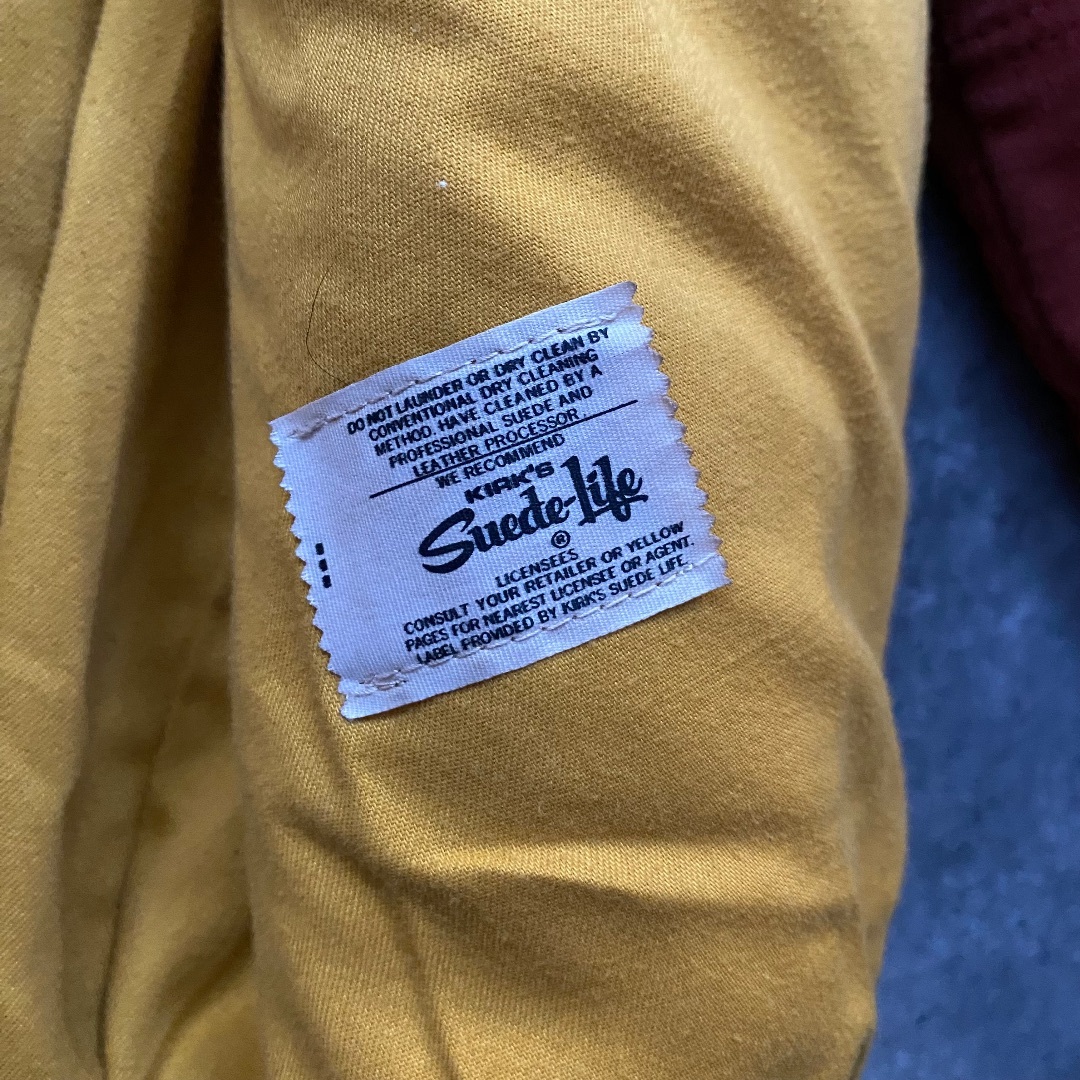 DO NOT LAUNDER OR DRY CLEAN BY
CONVENTIONAL DRY CLEANING
METHOD. HAVE CLEANED BY A
PROFESSIONAL SUEDE AND
LEATHER PROCESSOR
WE RECOMMEND
KIRK'S
Suede-Life
®
LICENSEES
CONSULT YOUR RETAILER OR YELLOW
PAGES FOR NEAREST LICENSEE OR AGENT.
LABEL PROVIDED BY KIRK'S SUEDE LIFE.